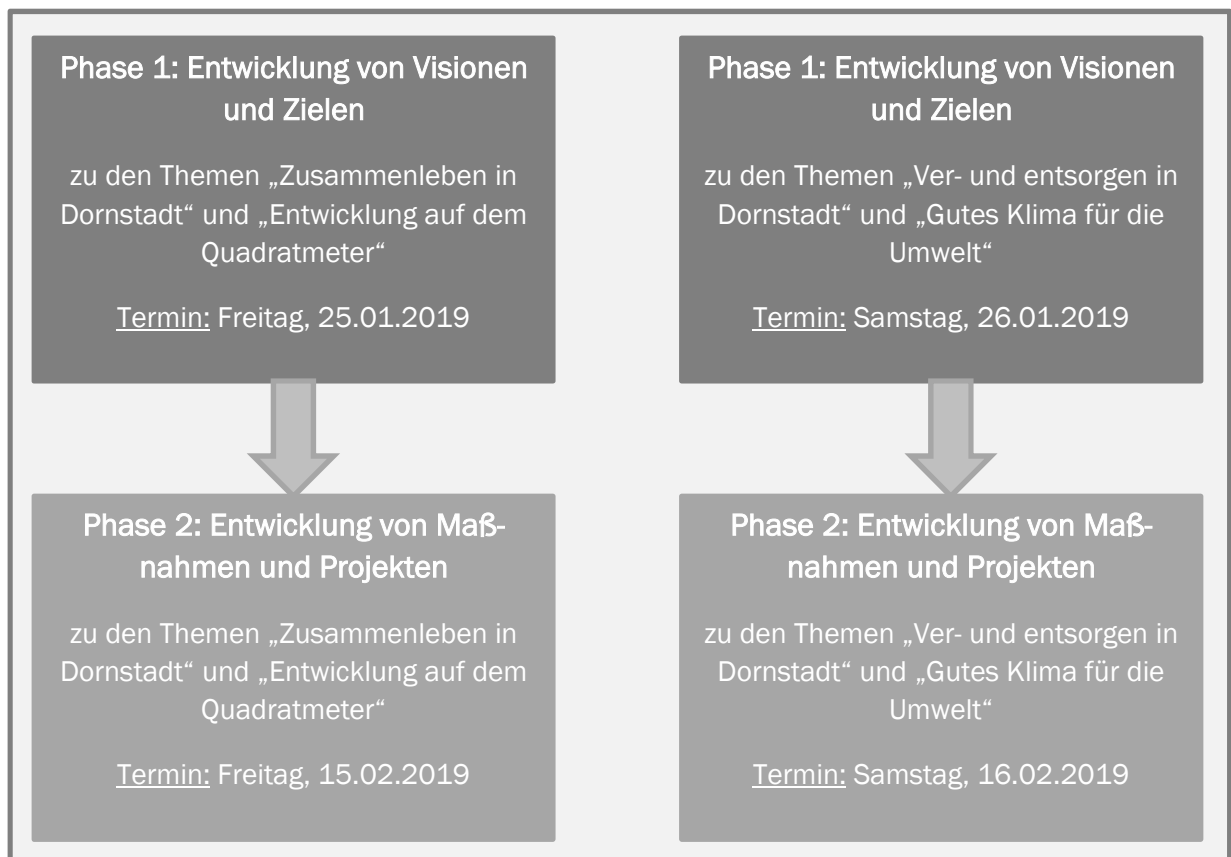 Phase 1: Entwicklung von Visionen
und Zielen
zu den Themen „Zusammenleben in
Dornstadt“ und „Entwicklung auf dem
Quadratmeter“
Termin: Freitag, 25.01.2019
Phase 1: Entwicklung von Visionen
und Zielen
zu den Themen „Ver- und entsorgen in
Dornstadt“ und „Gutes Klima für die
Umwelt“
Termin: Samstag, 26.01.2019
Phase 2: Entwicklung von Maß-
nahmen und Projekten
zu den Themen „Zusammenleben in
Dornstadt“ und „Entwicklung auf dem
Quadratmeter“
Termin: Freitag, 15.02.2019
Phase 2: Entwicklung von Maß-
nahmen und Projekten
zu den Themen „Ver- und entsorgen in
Dornstadt“ und „Gutes Klima für die
Umwelt“
Termin: Samstag, 16.02.2019